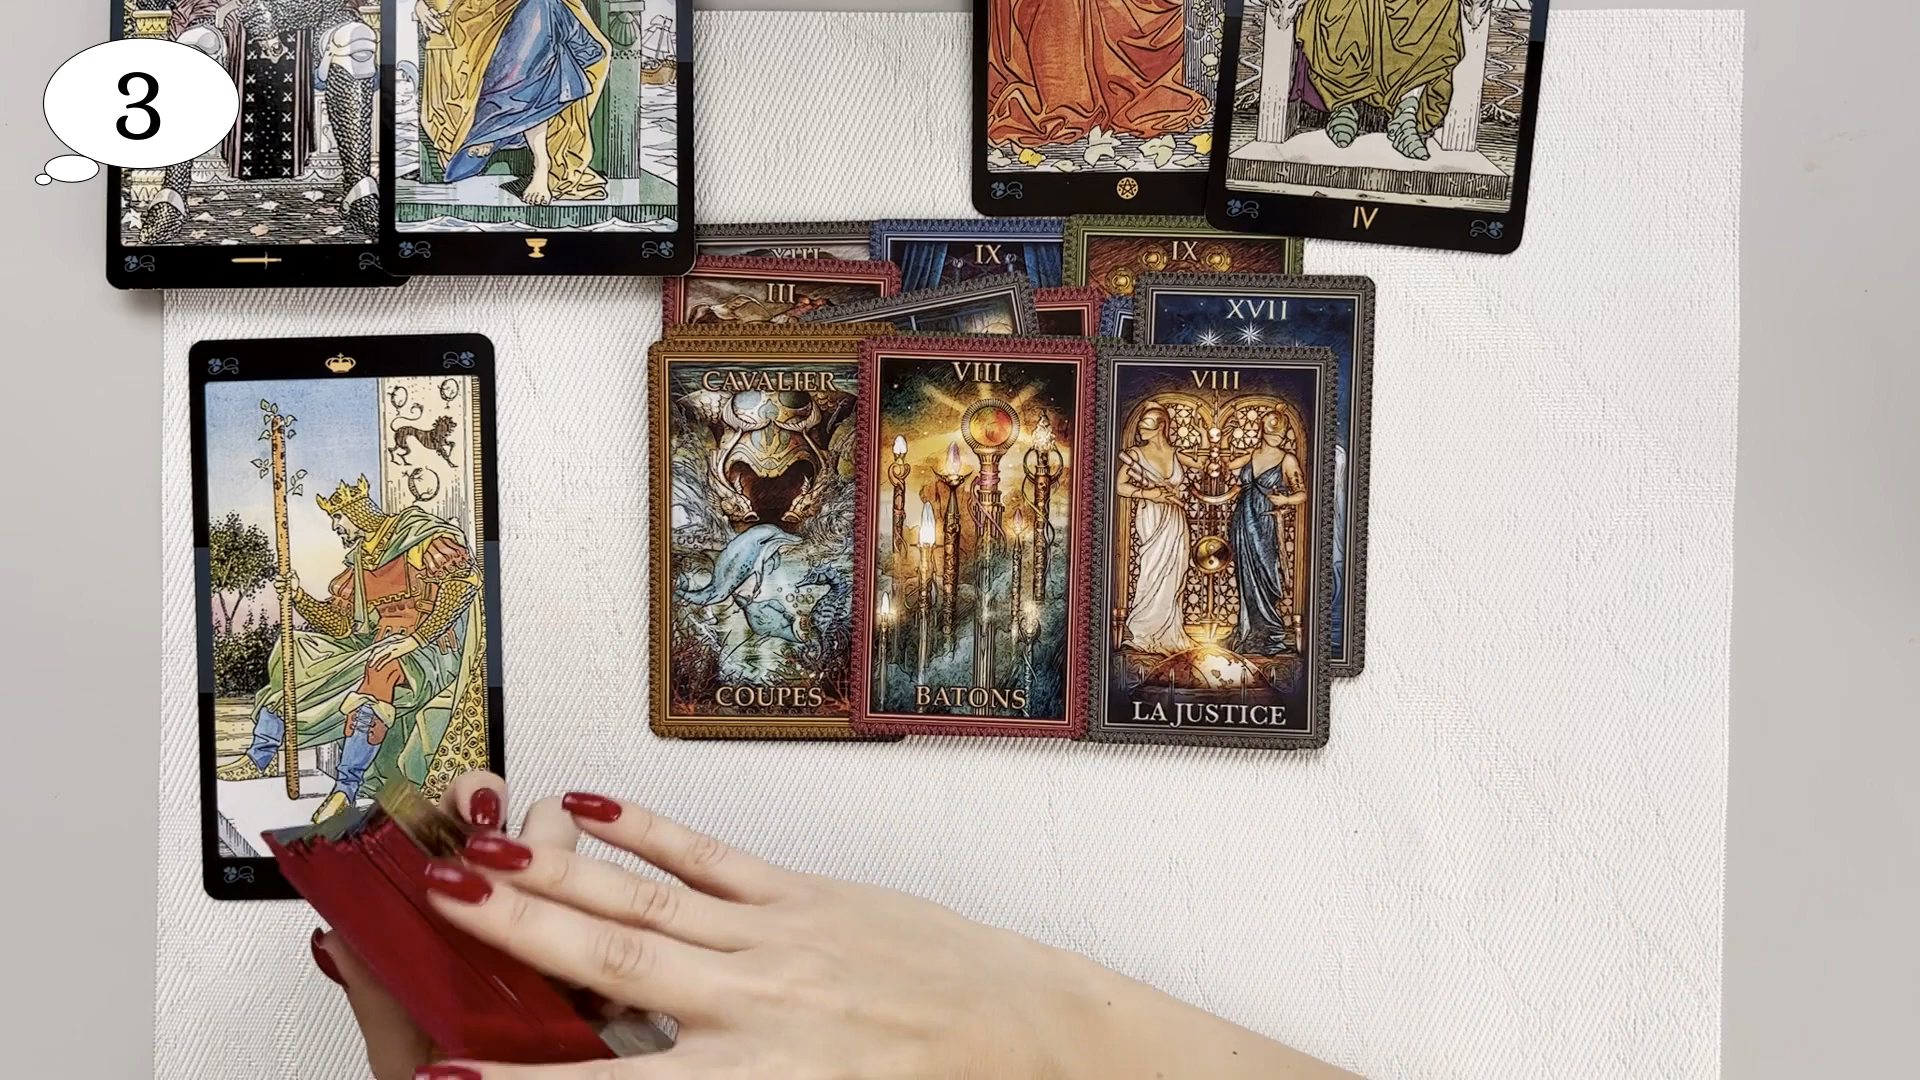 3
IV
XIII
IX
IX
III
XVII
CAVALIER
VIII
VIII
COUPES
BATONS
LA JUSTICE